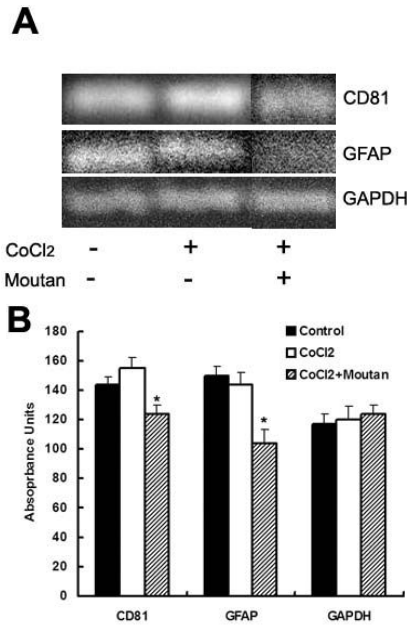 A
CD81
GFAP
GAPDH
CoCl2 - + +
Moutan - - +
B
180
160
140
120
100
80
60
40
20
0
Absoprbance Units
Control
CoCl2
CoCl2+Moutan
*
*
CD81 GFAP GAPDH